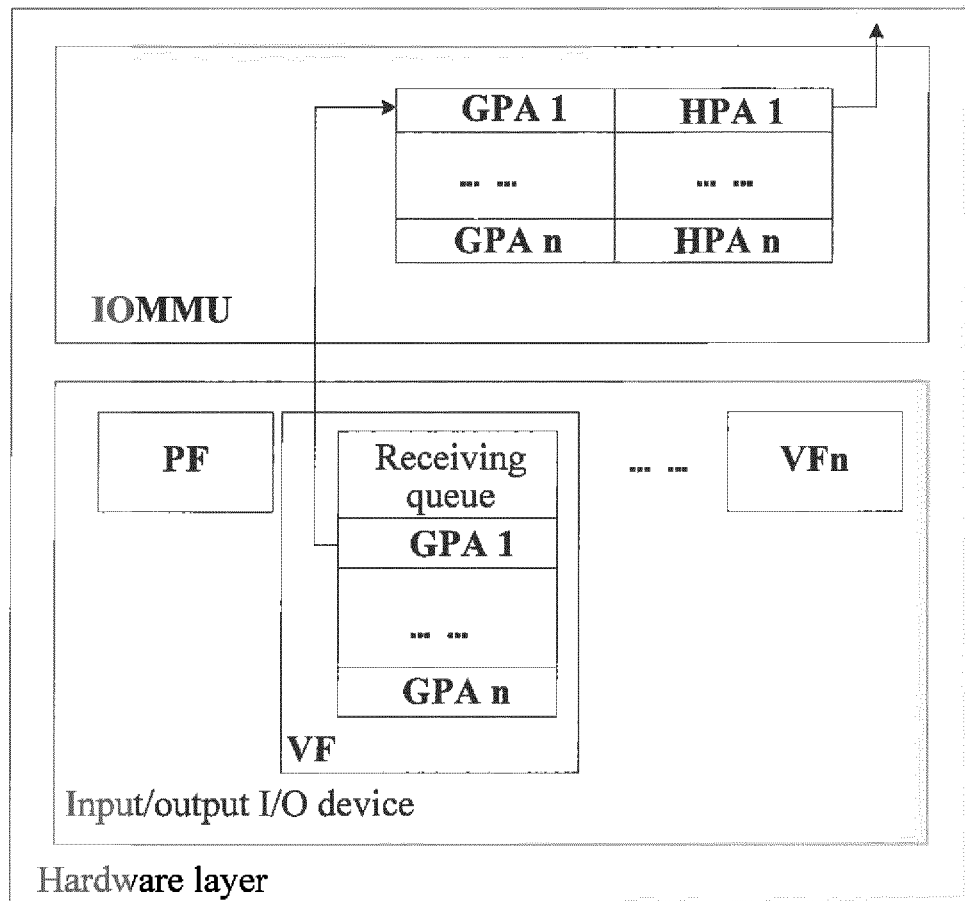 GPA 1 HPA 1
... ... ... ...
GPA n HPA n
IOMMU
PF
Receiving
queue
... ...
VFn
GPA 1
... ...
GPA n
VF
Input/output I/O device
Hardware layer